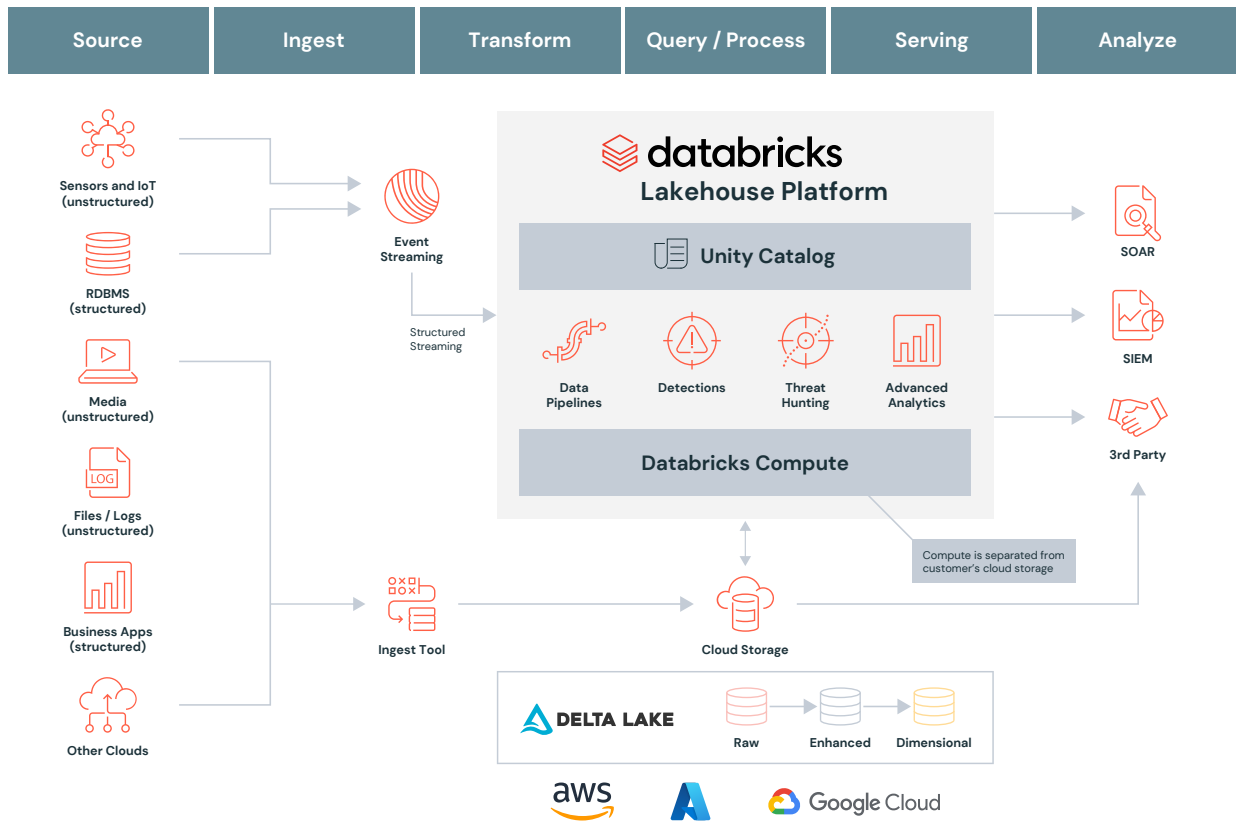 Source
Ingest
Transform
Query / Process
Serving
Analyze
Sensors and IoT
(unstructured)
RDBMS
(structured)
Media
(unstructured)
LOG
Files / Logs
(unstructured)
Business Apps
(structured)
Other Clouds
Event
Streaming
Structured
Streaming
Ingest Tool
databricks
Lakehouse Platform
Unity Catalog
Data
Pipelines
Detections
Threat
Hunting
Advanced
Analytics
Databricks Compute
Compute is separated from
customer's cloud storage
Cloud Storage
SOAR
SIEM
3rd Party
DELTA LAKE
Raw
Enhanced
Dimensional
aws
Google Cloud